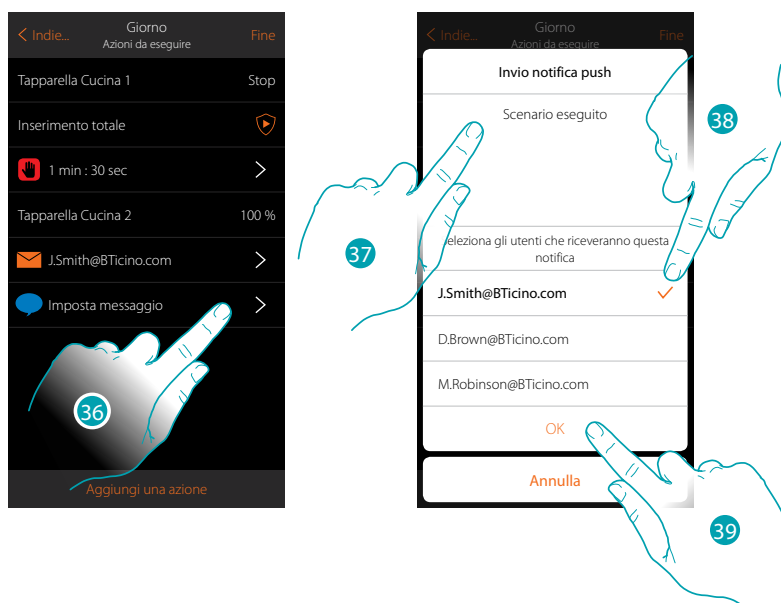 < Indie...
Giorno
Fine
Azioni da eseguire
Tapparella Cucina 1
Stop
Inserimento totale
1 min : 30 sec
Tapparella Cucina 2
100 %
J.Smith@BTicino.com
Imposta messaggio
36
Aggiungi una azione
< Indie...
Giorno
Fine
Azioni da eseguire
Invio notifica push
Scenario eseguito
38
37
eleziona gli utenti che riceveranno questa
notifica
J.Smith@BTicino.com
D.Brown@BTicino.com
M.Robinson@BTicino.com
OK
Annulla
39